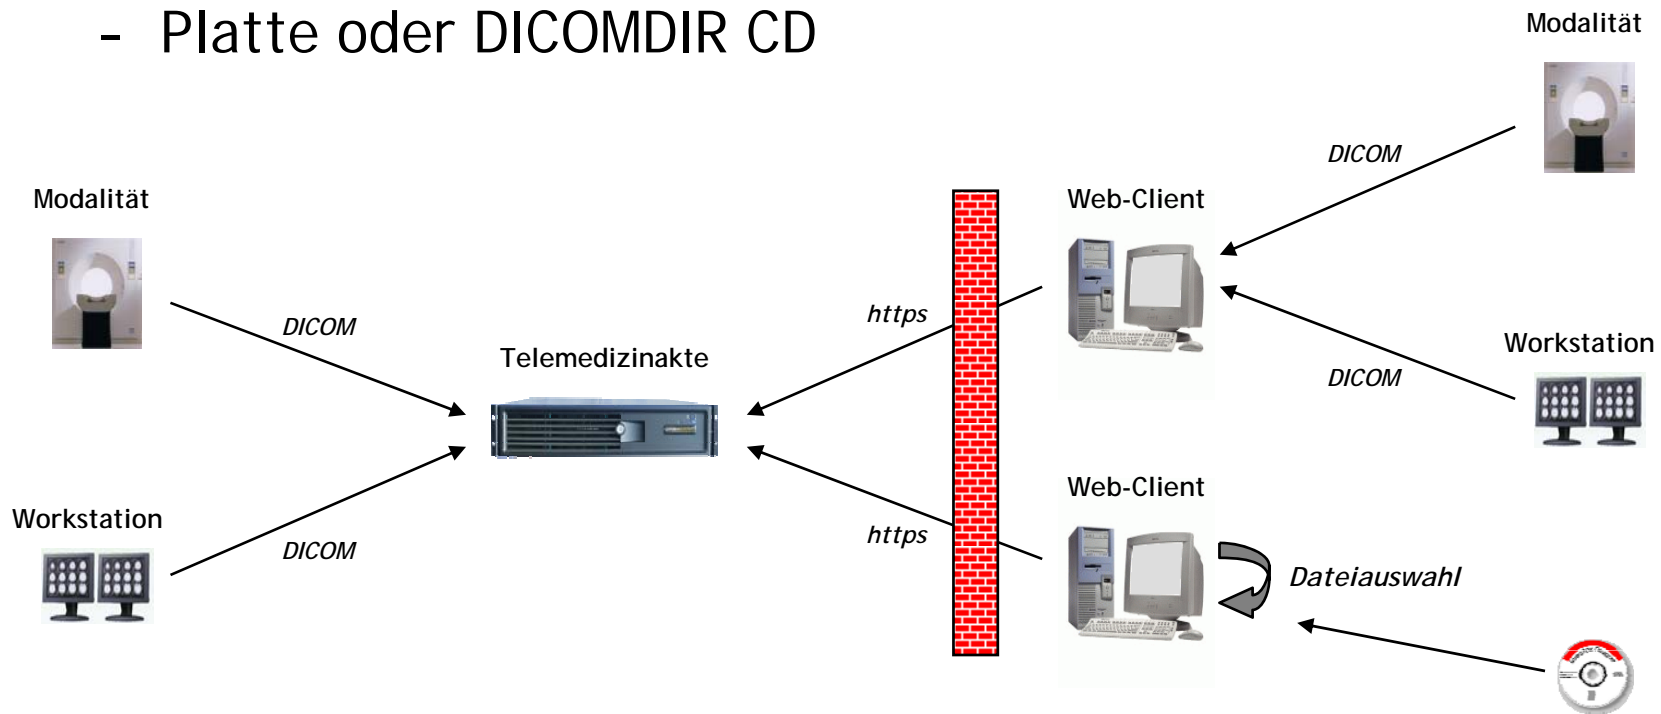 - Platte oder DICOMDIR CD
Modalität
DICOM
Modalität
Web-Client
DICOM
https
Telemedizinakte
Workstation
DICOM
Web-Client
Workstation
DICOM
https
Dateiauswahl